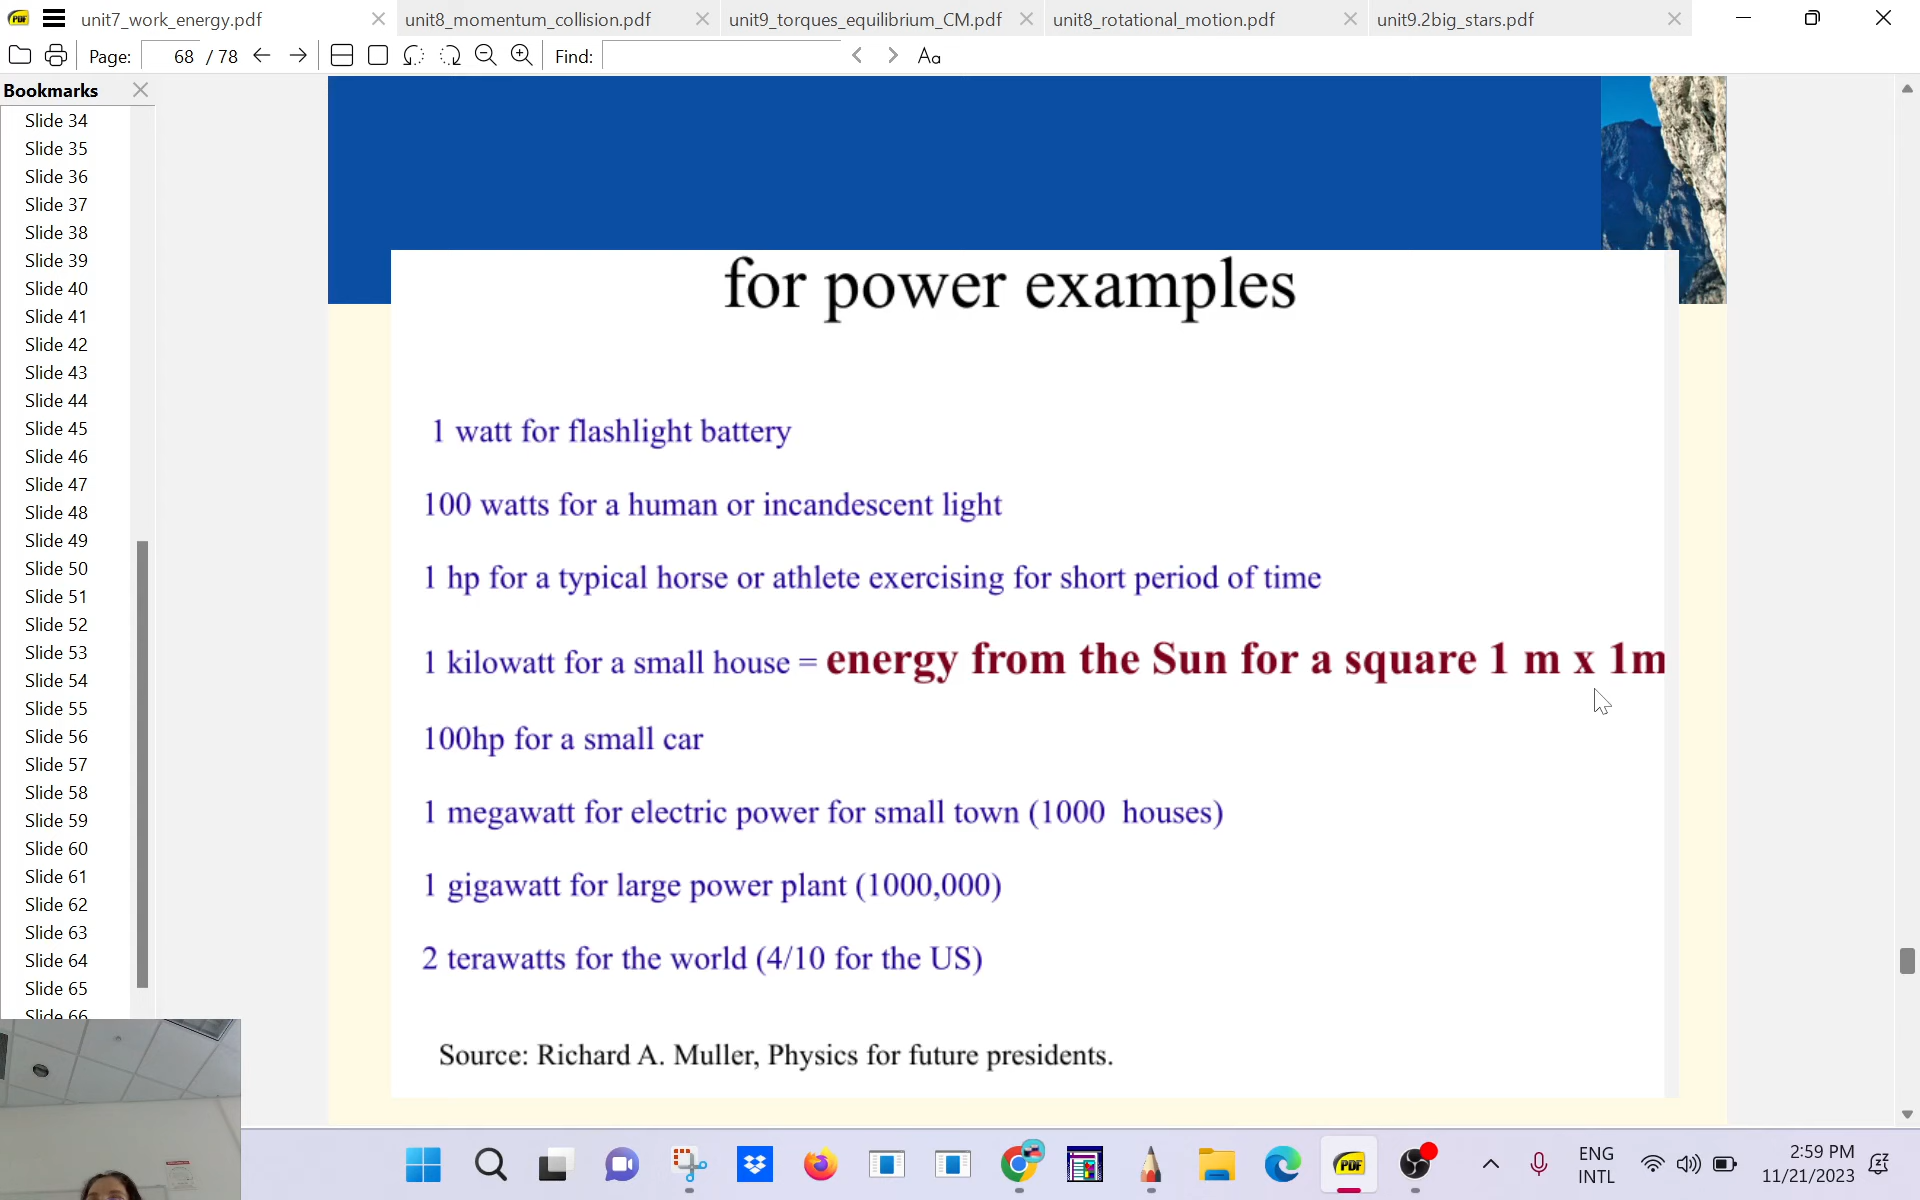 unit7_work_energy.pdf
unit8_momentum_collision.pdf
unit9_torques_equilibrium_CM.pdf
unit8_rotational_motion.pdf
unit9.2big_stars.pdf
Page: 68 / 78
Find:
Aa
Bookmarks
Slide 34
Slide 35
Slide 36
Slide 37
Slide 38
Slide 39
Slide 40
Slide 41
Slide 42
Slide 43
Slide 44
Slide 45
Slide 46
Slide 47
Slide 48
Slide 49
Slide 50
Slide 51
Slide 52
Slide 53
Slide 54
Slide 55
Slide 56
Slide 57
Slide 58
Slide 59
Slide 60
Slide 61
Slide 62
Slide 63
Slide 64
Slide 65
Slide 66
for power examples
1 watt for flashlight battery
100 watts for a human or incandescent light
1 hp for a typical horse or athlete exercising for short period of time
1 kilowatt for a small house = energy from the Sun for a square 1 m x 1m
100hp for a small car
1 megawatt for electric power for small town (1000 houses)
1 gigawatt for large power plant (1000,000)
2 terawatts for the world (4/10 for the US)
Source: Richard A. Muller, Physics for future presidents.
PDF
ENG
INTL
2:59 PM
11/21/2023